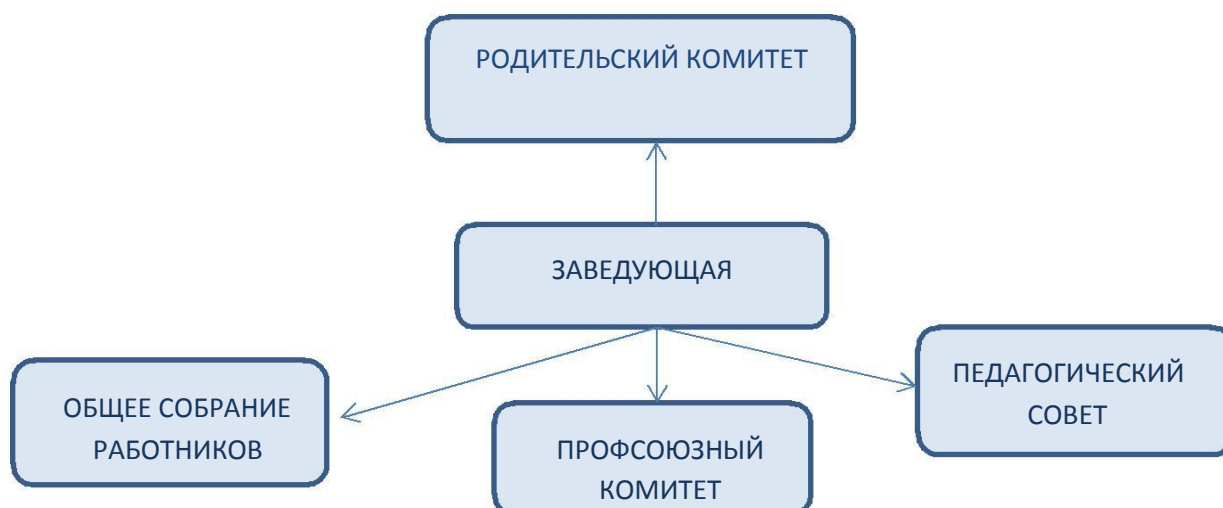 РОДИТЕЛЬСКИЙ КОМИТЕТ
ЗАВЕДУЮЩАЯ
ОБЩЕЕ СОБРАНИЕ
РАБОТНИКОВ
ПРОФСОЮЗНЫЙ
КОМИТЕТ
ПЕДАГОГИЧЕСКИЙ
СОВЕТ